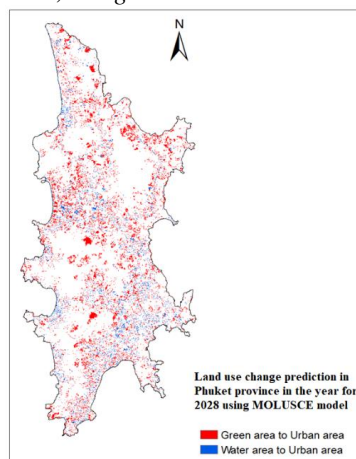 N
Land use change prediction in
Phuket province in the year for
2028 using MOLUSCE model
Green area to Urban area
Water area to Urban area